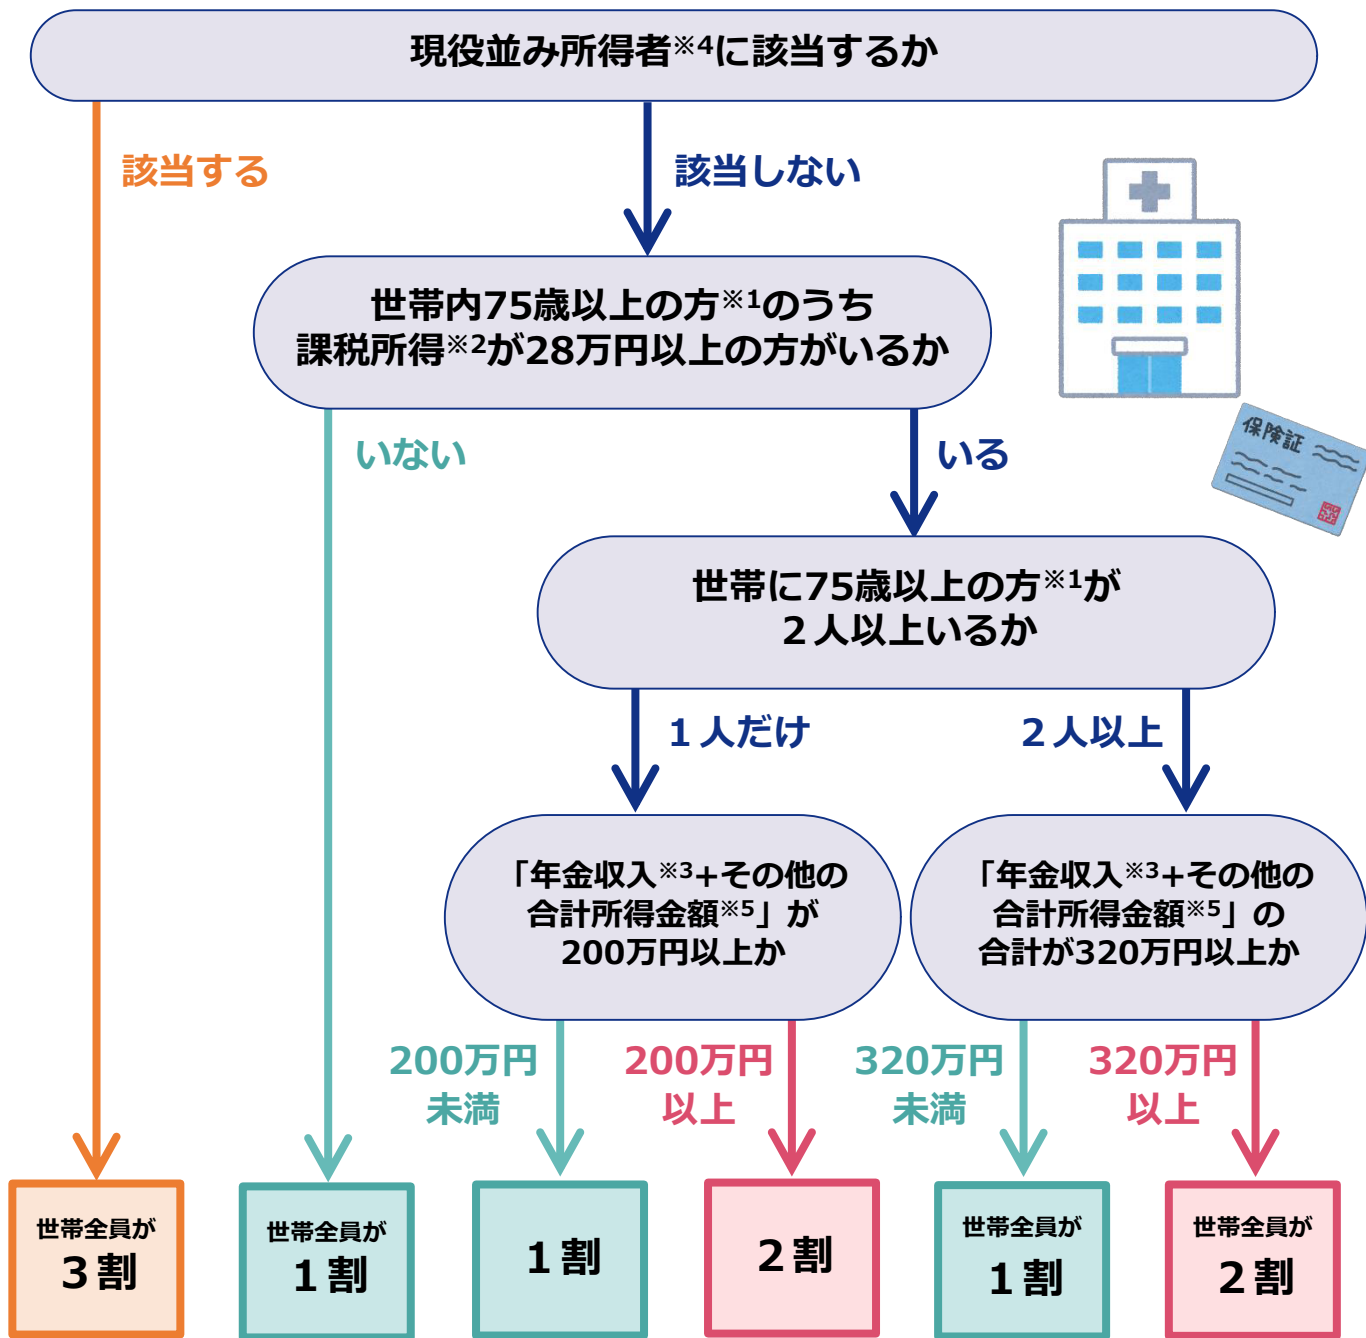 現役並み所得者※4に該当するか
該当する
該当しない
世帯内75歳以上の方※1のうち
課税所得※2が28万円以上の方がいるか
保険証
いない
いる
世帯に75歳以上の方※1が
２人以上いるか
１人だけ
２人以上
「年金収入※3+その他の
合計所得金額※5」が
200万円以上か
「年金収入※3+その他の
合計所得金額※5」の
合計が320万円以上か
200万円
未満
200万円
以上
320万円
未満
320万円
以上
世帯全員が
３割
世帯全員が
１割
１割
２割
世帯全員が
１割
世帯全員が
２割